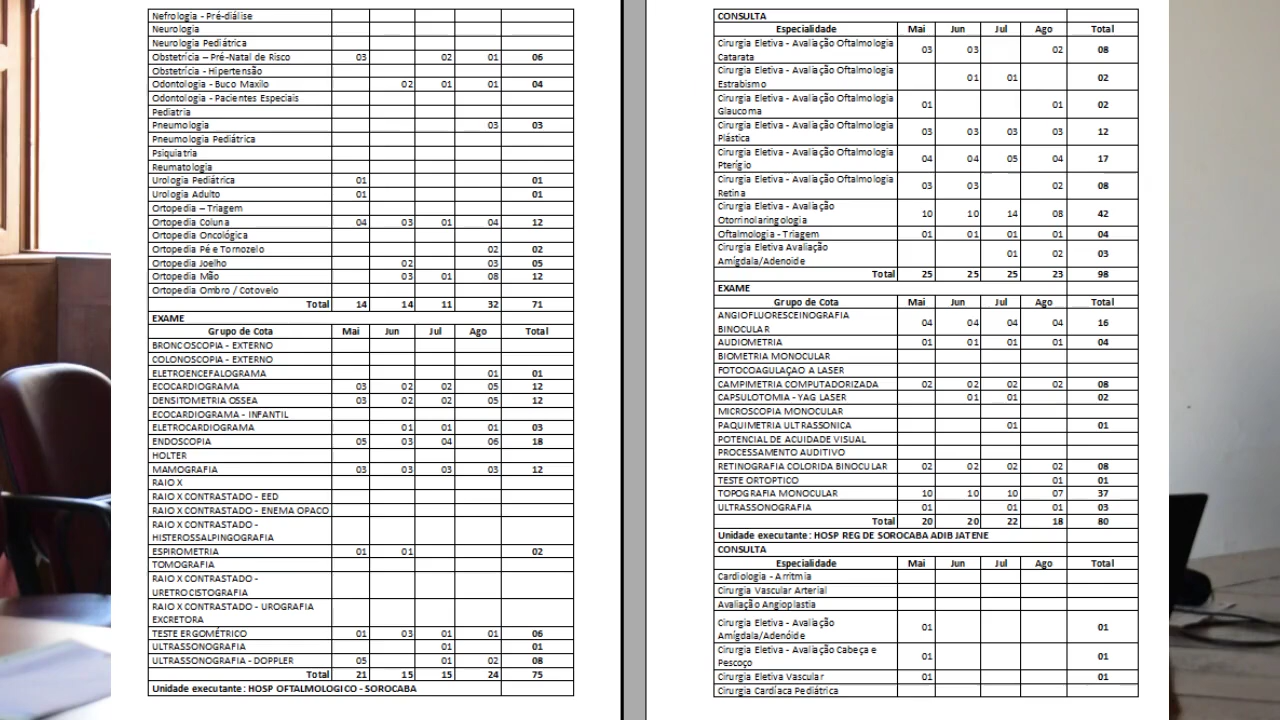 Nefrologia - Pré-diálise
Neurologia
Neurologia Pediátrica
Obstetrícia – Pré-Natal de Risco 03 02 01 06
Obstetrícia - Hipertensão
Odontologia - Buco Maxilo 02 01 01 04
Odontologia - Pacientes Especiais
Pediatria
Pneumologia 03 03
Pneumologia Pediátrica
Psiquiatria
Reumatologia
Urologia Pediátrica 01 01
Urologia Adulto 01 01
Ortopedia – Triagem
Ortopedia Coluna 04 03 01 04 12
Ortopedia Oncológica
Ortopedia Pé e Tornozelo 02 02
Ortopedia Joelho 02 03 05
Ortopedia Mão 03 01 08 12
Ortopedia Ombro / Cotovelo
Total 14 14 11 32 71
EXAME
Grupo de Cota Mai Jun Jul Ago Total
BRONCOSCOPIA - EXTERNO
COLONOSCOPIA - EXTERNO
ELETROENCEFALOGRAMA 01 01
ECOCARDIOGRAMA 03 02 02 05 12
DENSITOMETRIA OSSEA 03 02 02 05 12
ECOCARDIOGRAMA - INFANTIL
ELETROCARDIOGRAMA 01 01 01 03
ENDOSCOPIA 05 03 04 06 18
HOLTER
MAMOGRAFIA 03 03 03 03 12
RAIO X
RAIO X CONTRASTADO - EED
RAIO X CONTRASTADO - ENEMA OPACO
RAIO X CONTRASTADO -
HISTEROSSALPINGOGRAFIA
ESPIROMETRIA 01 01 02
TOMOGRAFIA
RAIO X CONTRASTADO -
URETROCISTOGRAFIA
RAIO X CONTRASTADO - UROGRAFIA
EXCRETORA
TESTE ERGOMÉTRICO 01 03 01 01 06
ULTRASSONOGRAFIA 01 01
ULTRASSONOGRAFIA - DOPPLER 05 01 02 08
Total 21 15 15 24 75
Unidade executante: HOSP OFTALMOLOGICO - SOROCABA
CONSULTA
Especialidade Mai Jun Jul Ago Total
Cirurgia Eletiva - Avaliação Oftalmologia
Catarata 03 03 02 08
Cirurgia Eletiva - Avaliação Oftalmologia
Estrabismo 01 01 02
Cirurgia Eletiva - Avaliação Oftalmologia
Glaucoma 01 01 02
Cirurgia Eletiva - Avaliação Oftalmologia
Plástica 03 03 03 03 12
Cirurgia Eletiva - Avaliação Oftalmologia
Pterígio 04 04 05 04 17
Cirurgia Eletiva - Avaliação Oftalmologia
Retina 03 03 02 08
Cirurgia Eletiva - Avaliação
Otorrinolaringologia 10 10 14 08 42
Oftalmologia - Triagem 01 01 01 01 04
Cirurgia Eletiva Avaliação
Amígdala/Adenoide 01 02 03
Total 25 25 25 23 98
EXAME
Grupo de Cota Mai Jun Jul Ago Total
ANGIOFLUORESCEINOGRAFIA
BINOCULAR 04 04 04 04 16
AUDIOMETRIA 01 01 01 01 04
BIOMETRIA MONOCULAR
FOTOCOAGULAÇAO A LASER
CAMPIMETRIA COMPUTADORIZADA 02 02 02 02 08
CAPSULOTOMIA - YAG LASER 01 01 02
MICROSCOPIA MONOCULAR
PAQUIMETRIA ULTRASSONICA 01 01
POTENCIAL DE ACUIDADE VISUAL
PROCESSAMENTO AUDITIVO
RETINOGRAFIA COLORIDA BINOCULAR 02 02 02 02 08
TESTE ORTOPTICO 01 01
TOPOGRAFIA MONOCULAR 10 10 10 07 37
ULTRASSONOGRAFIA 01 01 01 03
Total 20 20 22 18 80
Unidade executante: HOSP REG DE SOROCABA ADIB JATENE
CONSULTA
Especialidade Mai Jun Jul Ago Total
Cardiologia - Arritmia
Cirurgia Vascular Arterial
Avaliação Angioplastia
Cirurgia Eletiva - Avaliação
Amígdala/Adenóide 01 01
Cirurgia Eletiva - Avaliação Cabeça e
Pescoço 01 01
Cirurgia Eletiva Vascular 01 01
Cirurgia Cardíaca Pediátrica